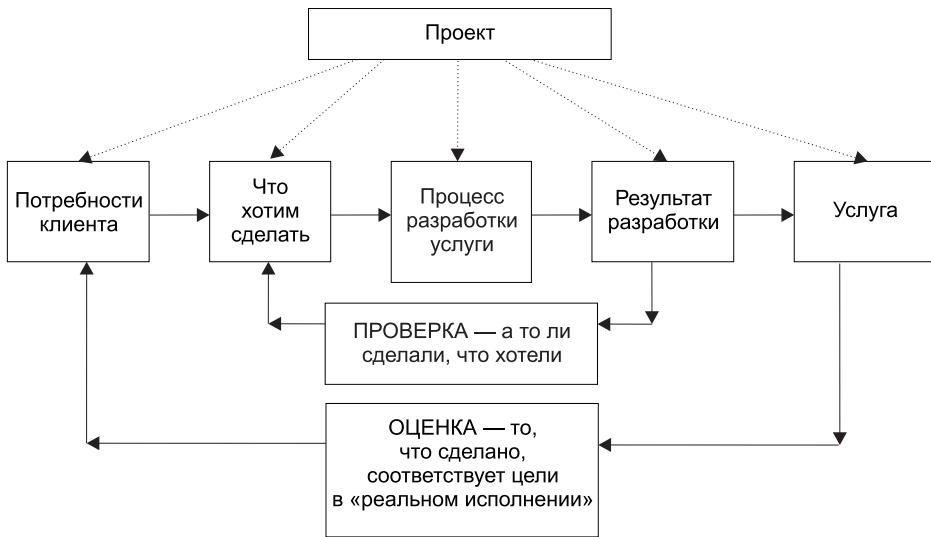 Проект
Потребности
клиента
Что
хотим
сделать
Процесс
разработки
услуги
Результат
разработки
Услуга
ПРОВЕРКА — а то ли
сделали, что хотели
ОЦЕНКА — то,
что сделано,
соответствует цели
в «реальном исполнении»